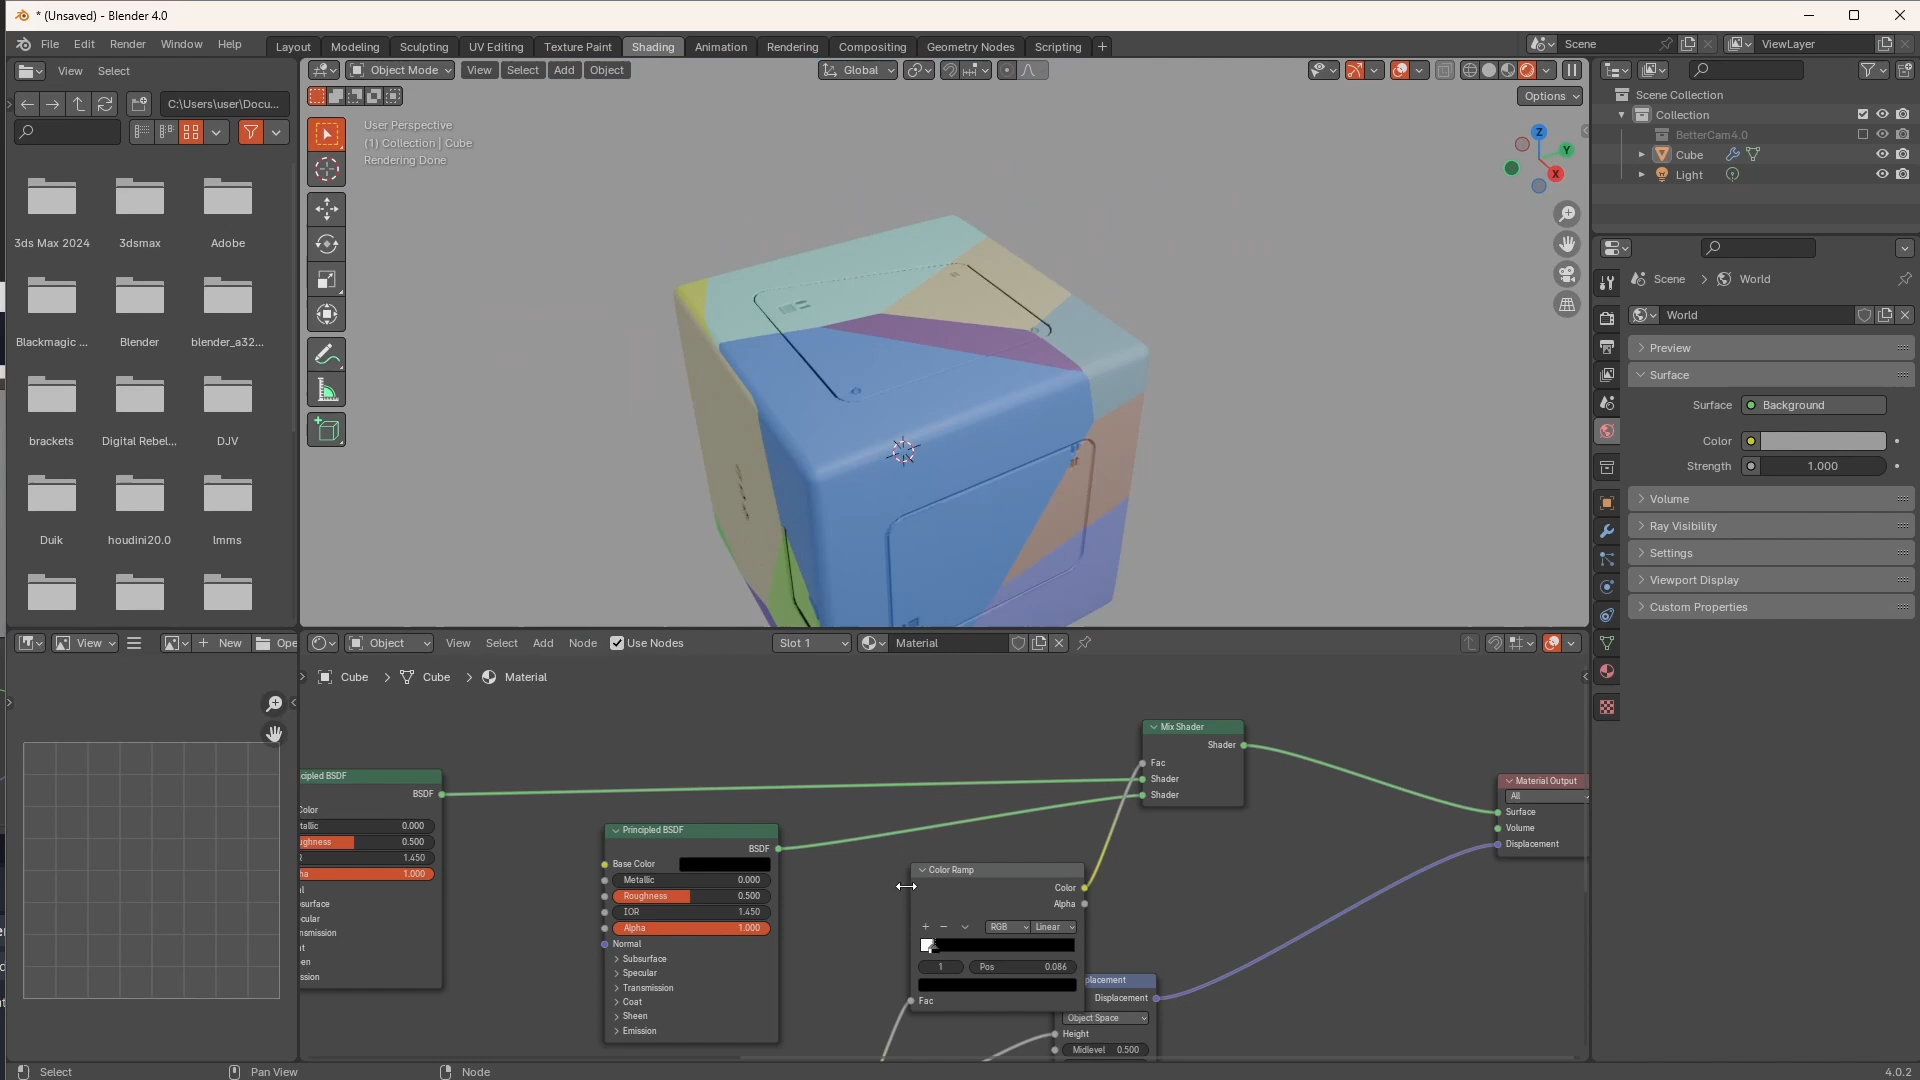 * (Unsaved) - Blender 4.0
File Edit Render Window Help
Layout Modeling Sculpting UV Editing Texture Paint Shading Animation Rendering Compositing Geometry Nodes Scripting +
Scene
ViewLayer
View Select
Object Mode View Select Add Object
Global
Options
C:\Users\user\Docu...
3ds Max 2024 3dsmax Adobe
Blackmagic ... Blender blender_a32...
brackets Digital Rebel... DJV
Duik houdini20.0 lmms
User Perspective
(1) Collection | Cube
Rendering Done
Z
Y
X
Scene Collection
Collection
BetterCam4.0
Cube
Light
Scene > World
World
Preview
Surface
Surface Background
Color
Strength 1.000
Volume
Ray Visibility
Settings
Viewport Display
Custom Properties
View
New
Ope
Object View Select Add Node Use Nodes
Slot 1
Material
Cube > Cube > Material
cipled BSDF
BSDF
Color
tallic 0.000
ughness 0.500
1.450
1.000
Principled BSDF
BSDF
Base Color
Metallic 0.000
Roughness 0.500
IOR 1.450
Alpha 1.000
Normal
Subsurface
Specular
Transmission
Coat
Sheen
Emission
Color Ramp
Color
Alpha
RGB Linear
1 Pos 0.086
Fac
placement
Displacement
Object Space
Height
Midlevel 0.500
Mix Shader
Shader
Fac
Shader
Shader
Material Output
All
Surface
Volume
Displacement
Select Pan View Node
4.0.2